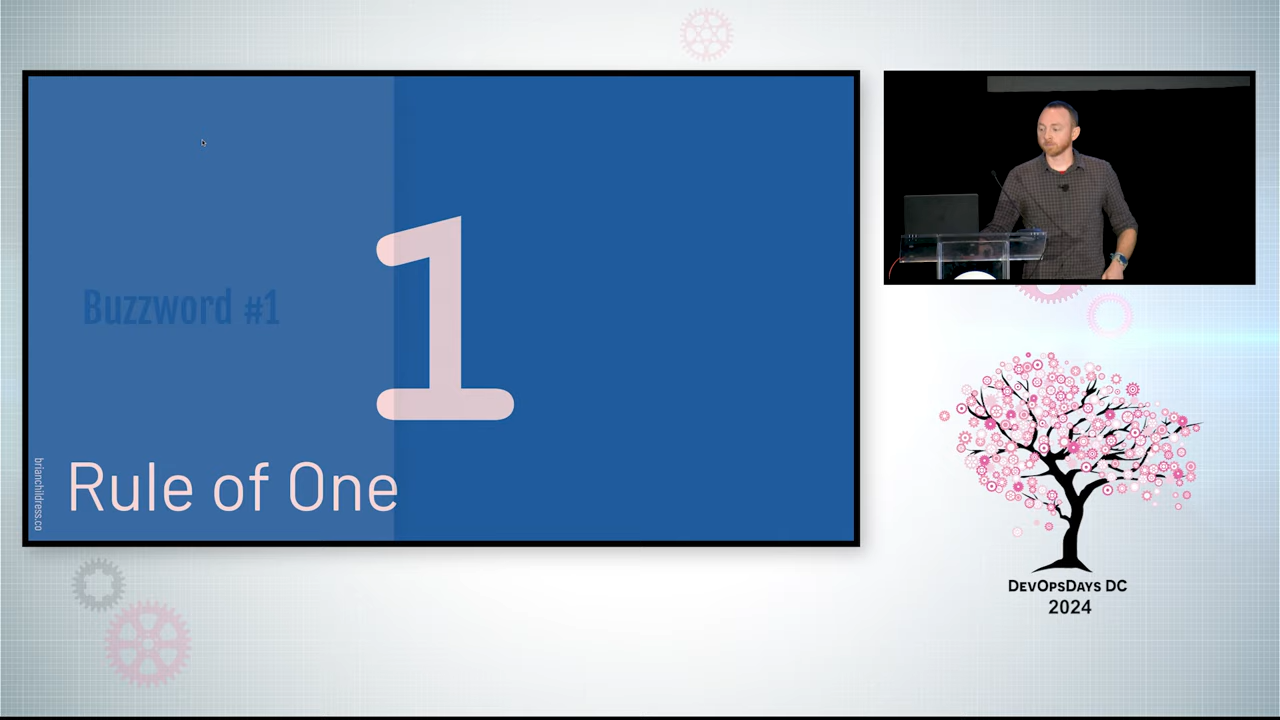 Buzzword #1
1
Rule of One
brianchildress.co
DevOpsDays DC
2024